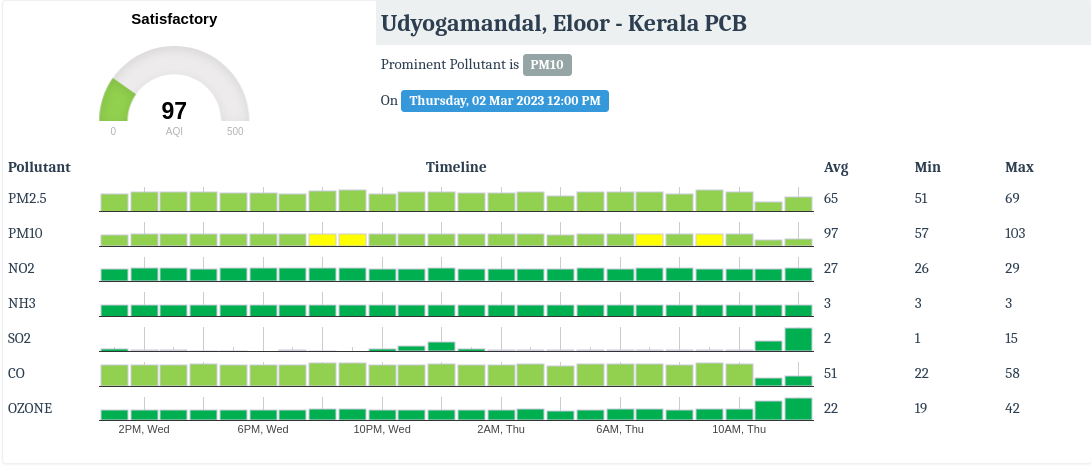 Satisfactory
97
0 AQI 500
Udyogamandal, Eloor - Kerala PCB
Prominent Pollutant is PM10
On Thursday, 02 Mar 2023 12:00 PM
Pollutant Timeline Avg Min Max
PM2.5 65 51 69
PM10 97 57 103
NO2 27 26 29
NH3 3 3 3
SO2 2 1 15
CO 51 22 58
OZONE 22 19 42
2PM, Wed 6PM, Wed 10PM, Wed 2AM, Thu 6AM, Thu 10AM, Thu